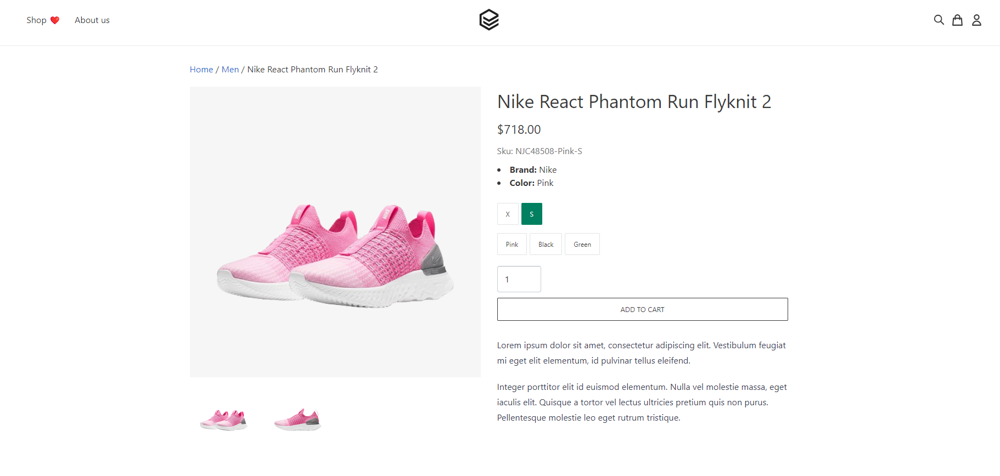 Shop ❤️ About us
Home / Men / Nike React Phantom Run Flyknit 2
Nike React Phantom Run Flyknit 2
$718.00
Sku: NJC48508-Pink-S
Brand: Nike
Color: Pink
X S
Pink Black Green
1
ADD TO CART
Lorem ipsum dolor sit amet, consectetur adipiscing elit. Vestibulum feugiat
mi eget elit elementum, id pulvinar tellus eleifend.
Integer porttitor elit id euismod elementum. Nulla vel molestie massa, eget
iaculis elit. Quisque a tortor vel lectus ultricies pretium quis non purus.
Pellentesque molestie leo eget rutrum tristique.
NIKE
NIKE